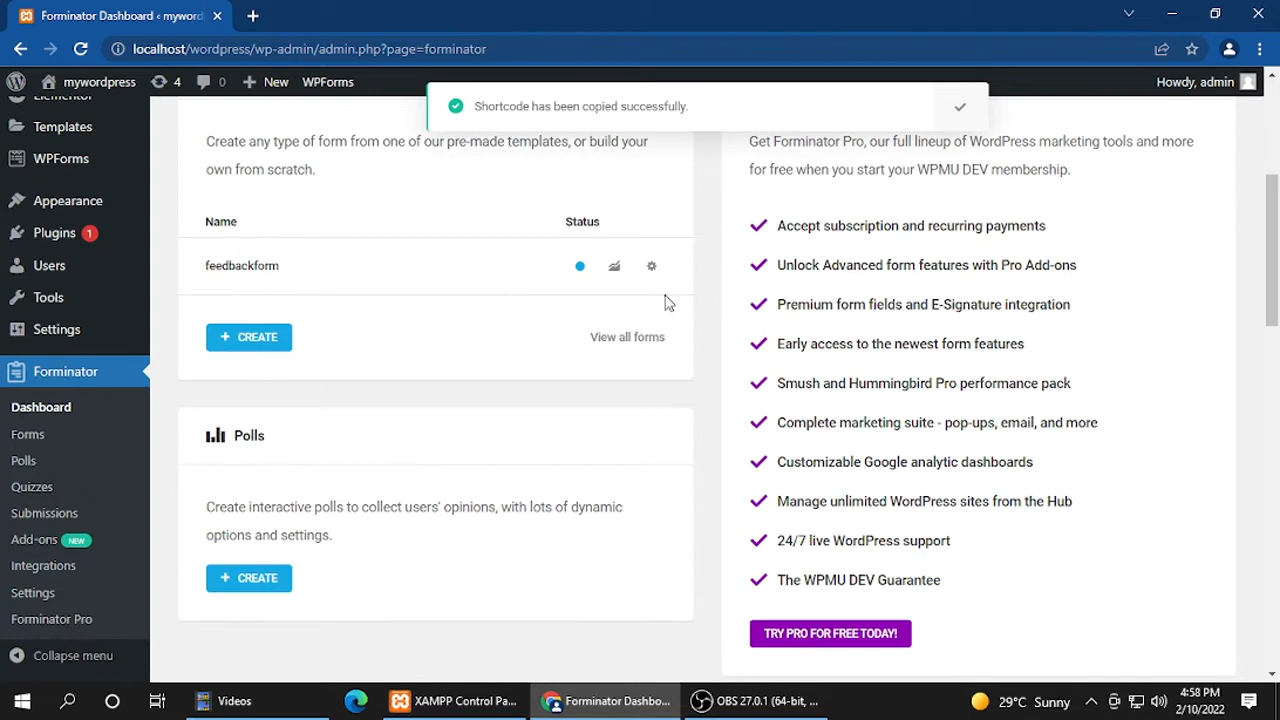 Forminator Dashboard ‹ myword
localhost/wordpress/wp-admin/admin.php?page=forminator
mywordpress
4
0
New
WPForms
Howdy, admin
Shortcode has been copied successfully.
Elementor
Templates
WPForms
Appearance
Plugins 1
Users
Tools
Settings
Forminator
Dashboard
Forms
Polls
Quizzes
Submissions
Add-ons NEW
Integrations
Settings
Forminator Pro
Collapse menu
Create any type of form from one of our pre-made templates, or build your
own from scratch.
Name Status
feedbackform
+ CREATE
View all forms
Polls
Create interactive polls to collect users' opinions, with lots of dynamic
options and settings.
+ CREATE
Get Forminator Pro, our full lineup of WordPress marketing tools and more
for free when you start your WPMU DEV membership.
Accept subscription and recurring payments
Unlock Advanced form features with Pro Add-ons
Premium form fields and E-Signature integration
Early access to the newest form features
Smush and Hummingbird Pro performance pack
Complete marketing suite - pop-ups, email, and more
Customizable Google analytic dashboards
Manage unlimited WordPress sites from the Hub
24/7 live WordPress support
The WPMU DEV Guarantee
TRY PRO FOR FREE TODAY!
Videos
XAMPP Control Pa...
Forminator Dashbo...
OBS 27.0.1 (64-bit, ...
29°C Sunny
4:58 PM
2/10/2022